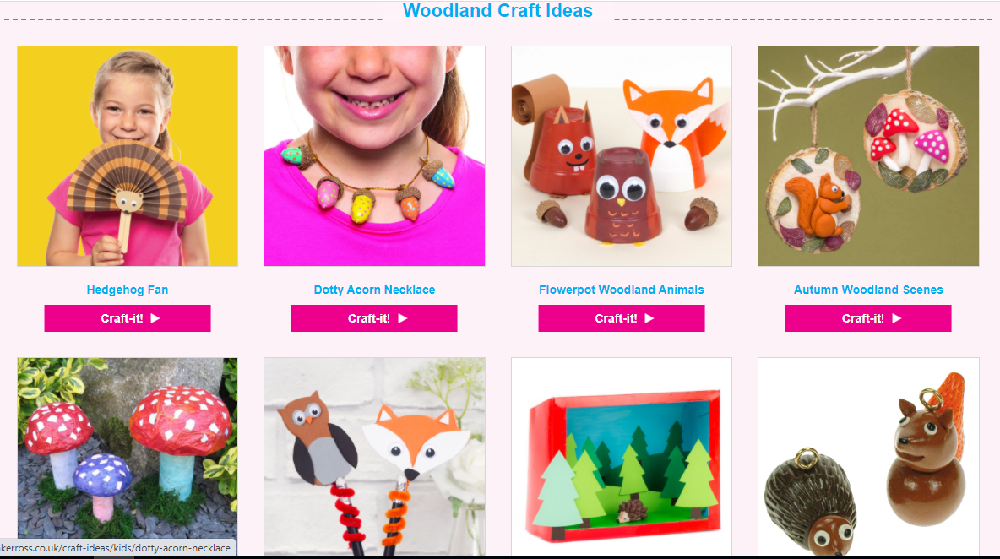 Woodland Craft Ideas
Hedgehog Fan
Dotty Acorn Necklace
Flowerpot Woodland Animals
Autumn Woodland Scenes
Craft-it!
Craft-it!
Craft-it!
Craft-it!
kerross.co.uk/craft-ideas/kids/dotty-acorn-necklace